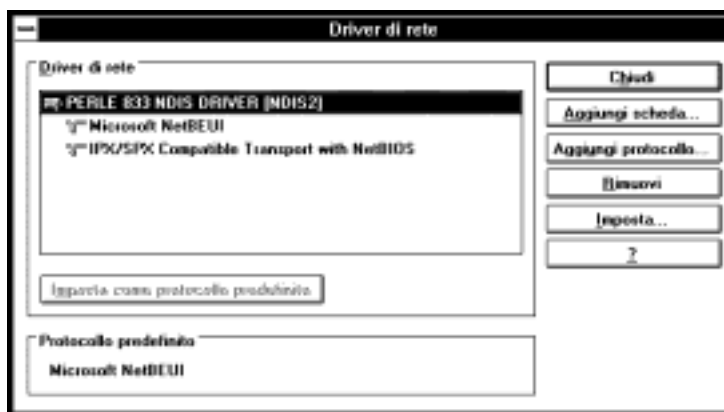 Driver di rete
Driver di rete
PERLE 833 NDIS DRIVER [NDIS2]
Microsoft NetBEUI
IPX/SPX Compatible Transport with NetBIOS
Imposta come protocollo predefinito
Protocollo predefinito
Microsoft NetBEUI
Chiudi
Aggiungi scheda...
Aggiungi protocollo...
Rimuovi
Imposta...
?